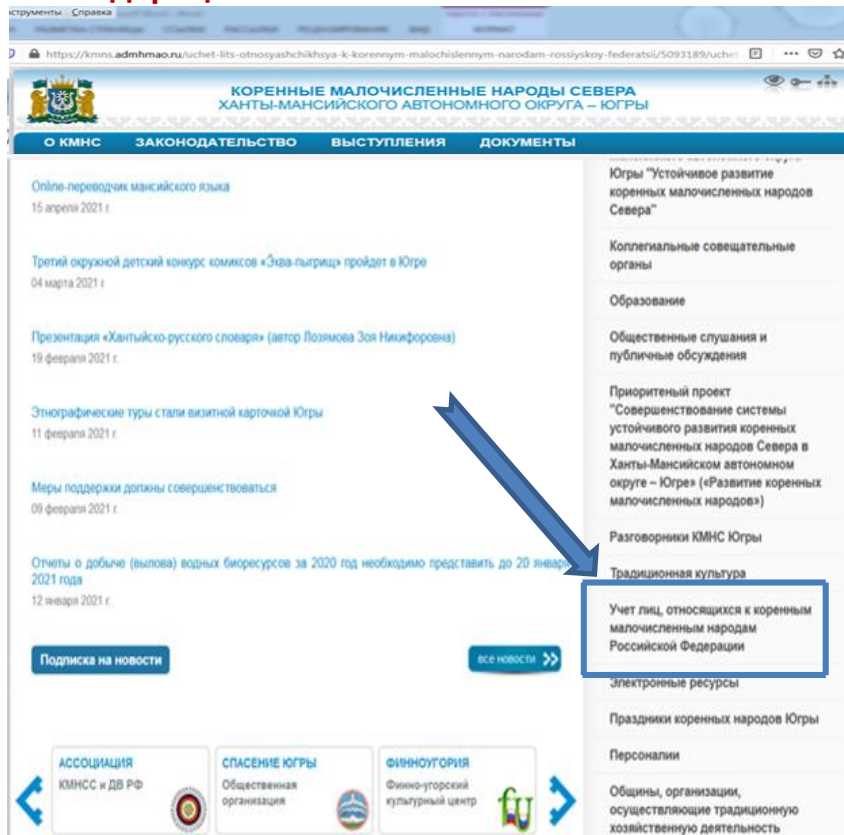 струменты Справка
https://kmns.admhmao.ru/uchet-lits-otnosyashchikhsya-k-korennym-malochislennym-narodam-rossiyskoy-federatsii/5093189/uchet
КОРЕННЫЕ МАЛОЧИСЛЕННЫЕ НАРОДЫ СЕВЕРА
ХАНТЫ-МАНСИЙСКОГО АВТОНОМНОГО ОКРУГА – ЮГРЫ
О КМНС ЗАКОНОДАТЕЛЬСТВО ВЫСТУПЛЕНИЯ ДОКУМЕНТЫ
Online-переводчик мансийского языка
15 апреля 2021 г.
Третий окружной детский конкурс комиксов «Эква-пыгрищ» пройдет в Югре
04 марта 2021 г.
Презентация «Хантыйско-русского словаря» (автор Лозямова Зоя Никифоровна)
19 февраля 2021 г.
Этнографические туры стали визитной карточкой Югры
11 февраля 2021 г.
Меры поддержки должны совершенствоваться
09 февраля 2021 г.
Отчеты о добыче (вылова) водных биоресурсов за 2020 год необходимо представить до 20 января
2021 года
12 января 2021 г.
Подписка на новости
все новости
Югры "Устойчивое развитие
коренных малочисленных народов
Севера"
Коллегиальные совещательные
органы
Образование
Общественные слушания и
публичные обсуждения
Приоритеный проект
"Совершенствование системы
устойчивого развития коренных
малочисленных народов Севера в
Ханты-Мансийском автономном
округе – Югре» («Развитие коренных
малочисленных народов»)
Разговорники КМНС Югры
Традиционная культура
Учет лиц, относящихся к коренным
малочисленным народам
Российской Федерации
Электронные ресурсы
Праздники коренных народов Югры
Персоналии
Общины, организации,
осуществляющие традиционную
хозяйственную деятельность
АССОЦИАЦИЯ
КМНСС и ДВ РФ
СПАСЕНИЕ ЮГРЫ
Общественная
организация
ФИННОУГОРИЯ
Финно-угорский
культурный центр
fu